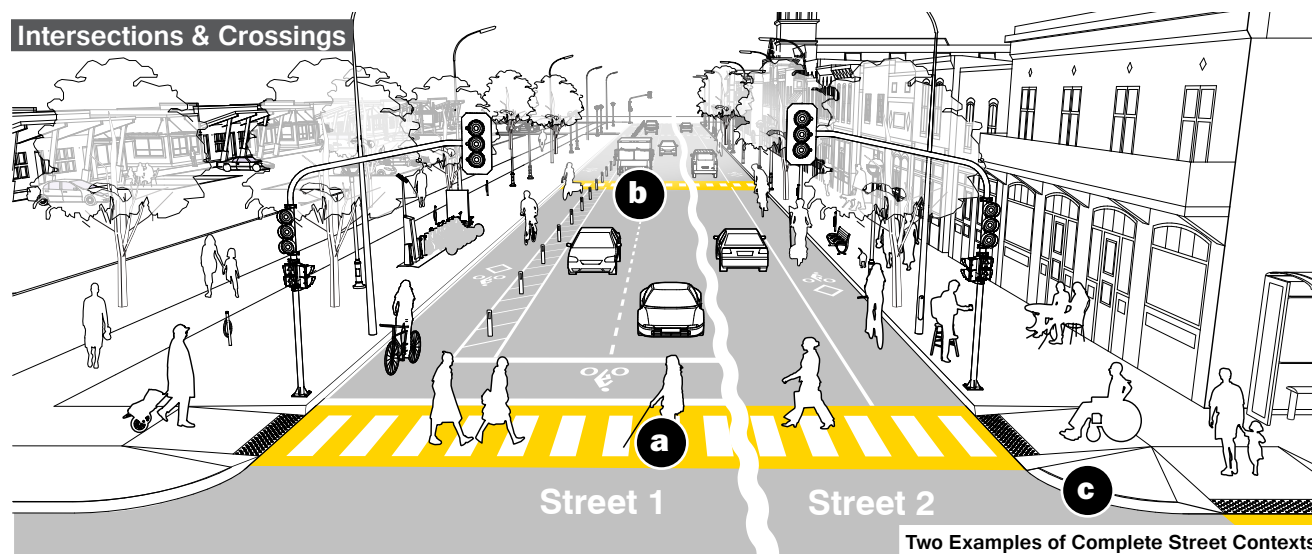 Intersections & Crossings
b
a
c
Street 1
Street 2
Two Examples of Complete Street Contexts